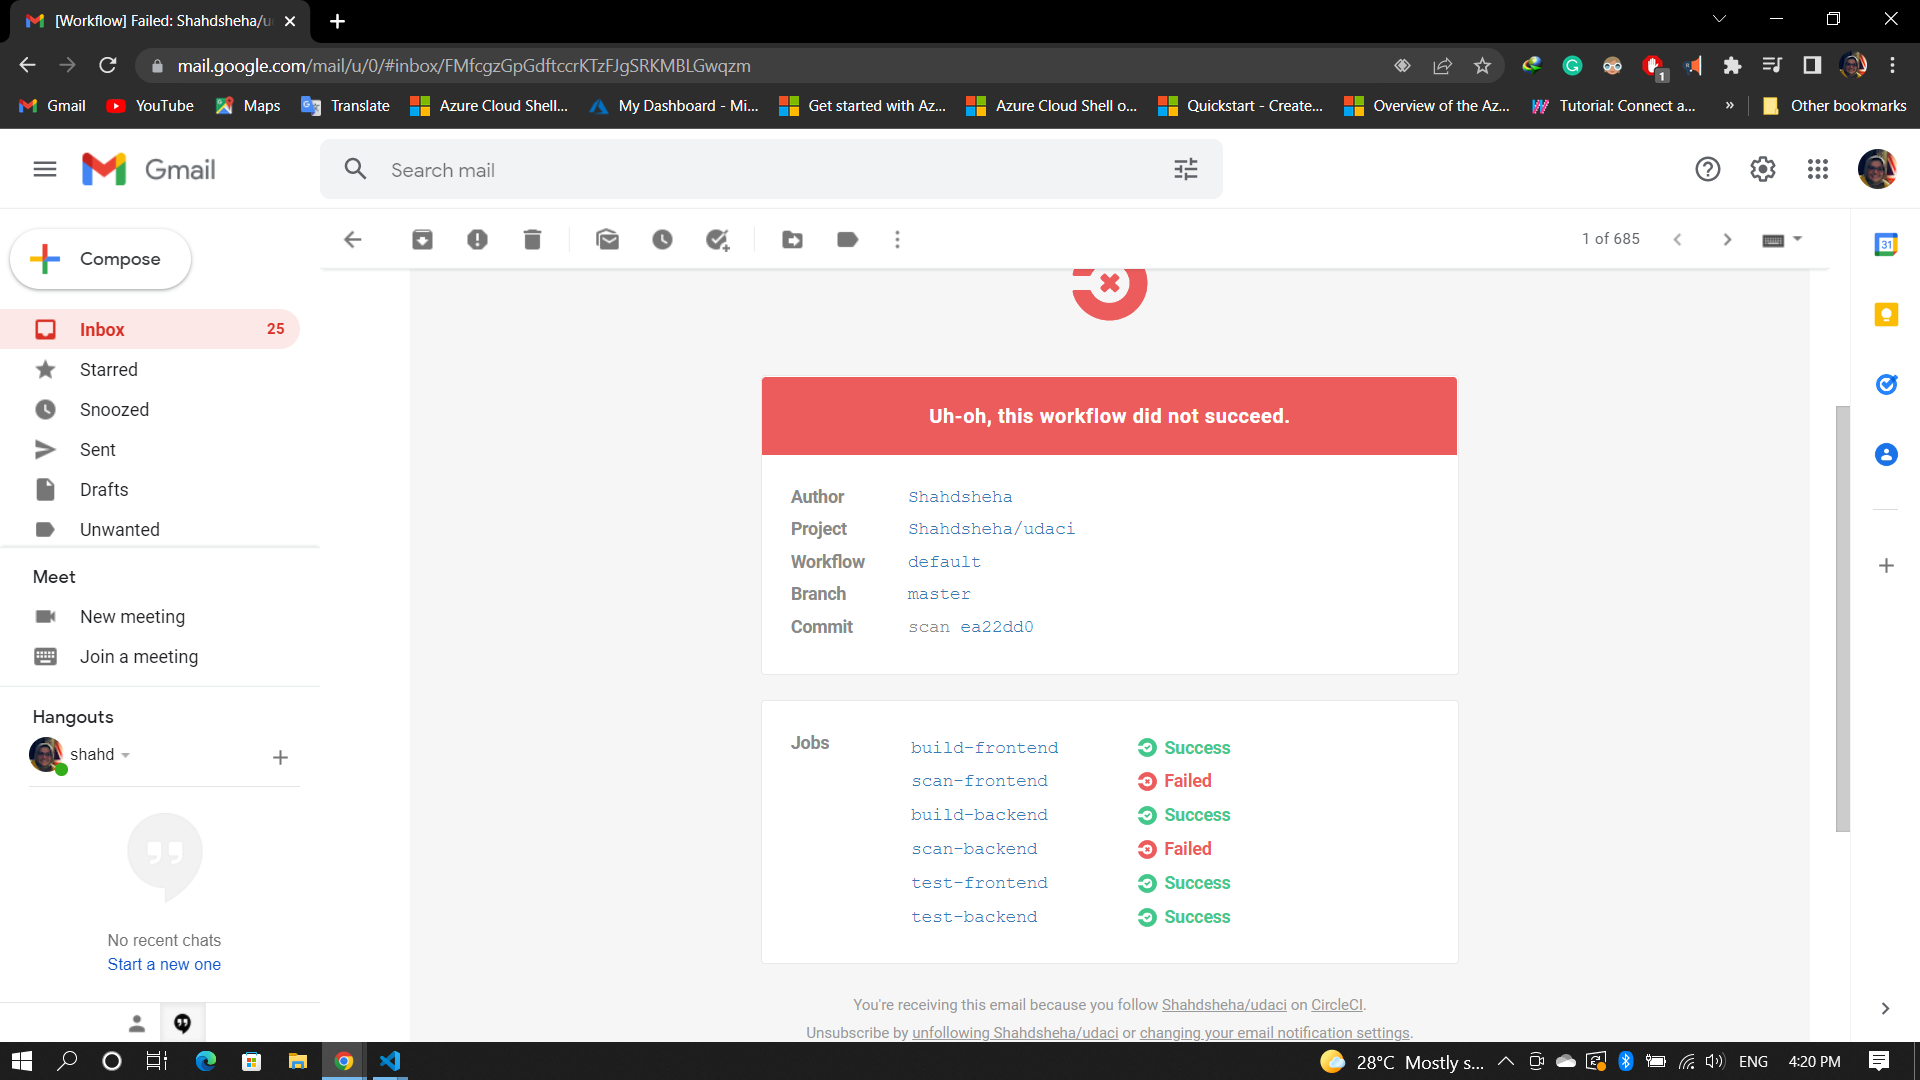 [Workflow] Failed: Shahdsheha/u
mail.google.com/mail/u/0/#inbox/FMfcgzGpGdftccrKTzFJgSRKMBLGwqzm
1
Gmail
YouTube
Maps
Translate
Azure Cloud Shell...
My Dashboard - Mi...
Get started with Az...
Azure Cloud Shell o...
Quickstart - Create...
Overview of the Az...
Tutorial: Connect a...
»
Other bookmarks
Gmail
Search mail
Compose
1 of 685
31
Inbox 25
Starred
Snoozed
Sent
Drafts
Unwanted
Meet
New meeting
Join a meeting
Hangouts
shahd
No recent chats
Start a new one
Uh-oh, this workflow did not succeed.
Author Shahdsheha
Project Shahdsheha/udaci
Workflow default
Branch master
Commit scan ea22dd0
Jobs
build-frontend Success
scan-frontend Failed
build-backend Success
scan-backend Failed
test-frontend Success
test-backend Success
You're receiving this email because you follow Shahdsheha/udaci on CircleCI.
Unsubscribe by unfollowing Shahdsheha/udaci or changing your email notification settings.
28°C Mostly s...
ENG
4:20 PM